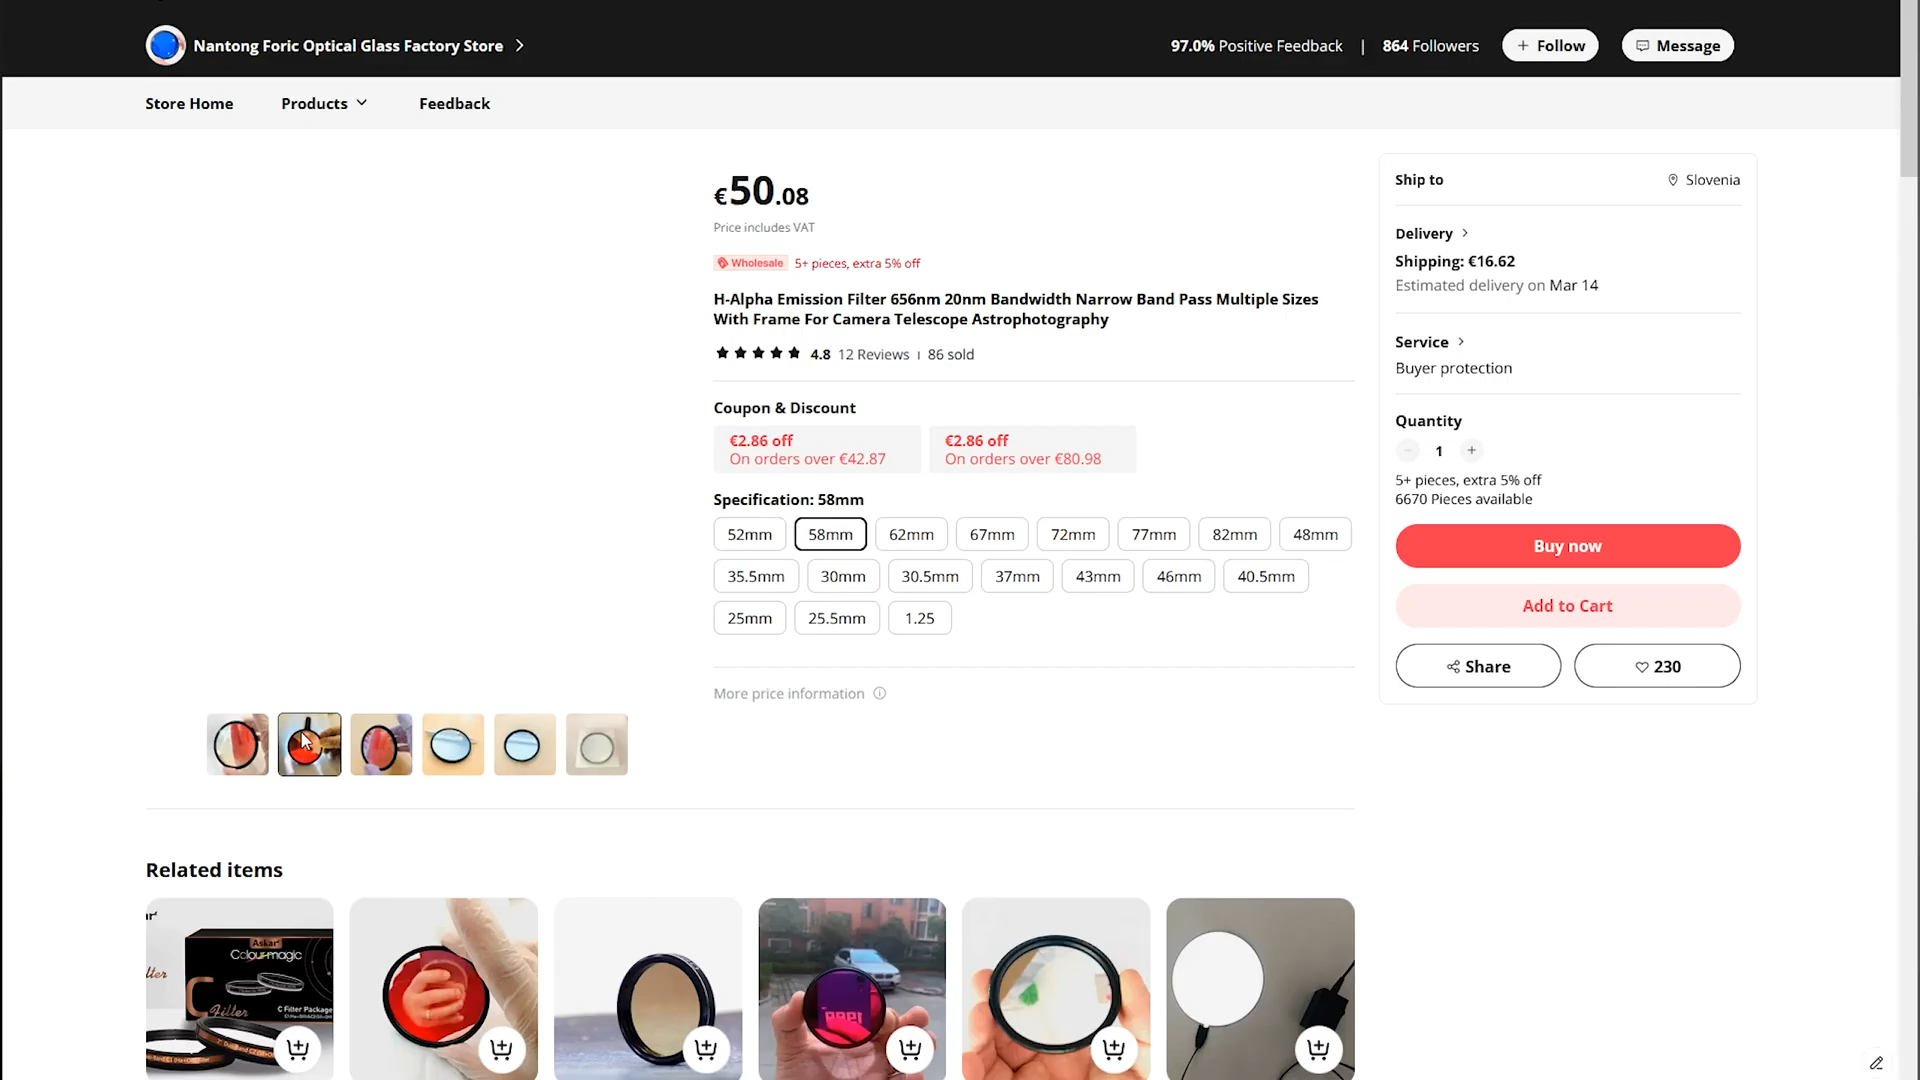 Nantong Foric Optical Glass Factory Store
97.0% Positive Feedback | 864 Followers
+ Follow
Message
Store Home
Products
Feedback
€50.08
Price includes VAT
Wholesale 5+ pieces, extra 5% off
H-Alpha Emission Filter 656nm 20nm Bandwidth Narrow Band Pass Multiple Sizes
With Frame For Camera Telescope Astrophotography
4.8 12 Reviews | 86 sold
Coupon & Discount
€2.86 off
On orders over €42.87
€2.86 off
On orders over €80.98
Specification: 58mm
52mm 58mm 62mm 67mm 72mm 77mm 82mm 48mm
35.5mm 30mm 30.5mm 37mm 43mm 46mm 40.5mm
25mm 25.5mm 1.25
More price information
Ship to Slovenia
Delivery
Shipping: €16.62
Estimated delivery on Mar 14
Service
Buyer protection
Quantity
1
5+ pieces, extra 5% off
6670 Pieces available
Buy now
Add to Cart
Share
230
Related items
Askar
Colourmagic
C Filter
C Filter Package